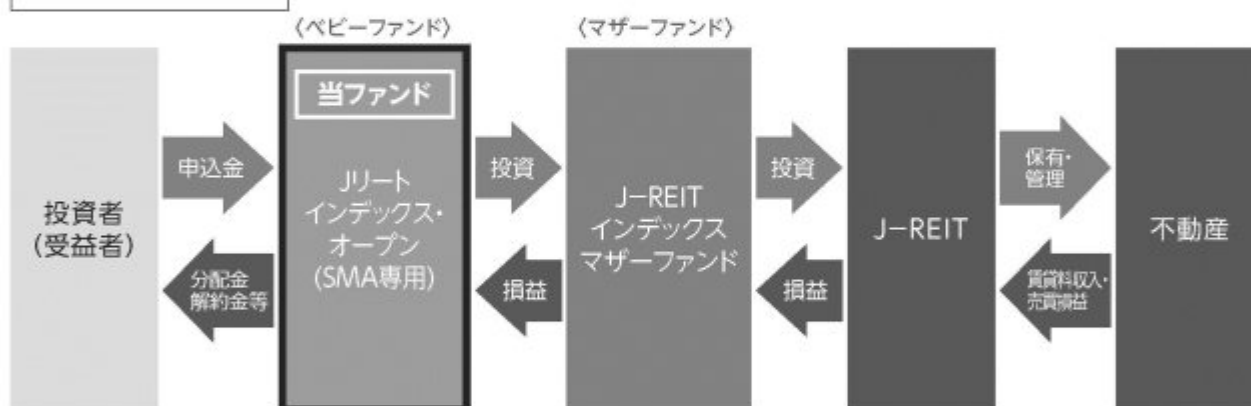 〈ベビーファンド〉
〈マザーファンド〉
投資者
(受益者)
申込金
分配金
解約金等
当ファンド
Jリート
インデックス・
オープン
(SMA専用)
投資
損益
J−REIT
インデックス
マザーファンド
投資
損益
J−REIT
保有・
管理
賃貸料収入・
売買損益
不動産